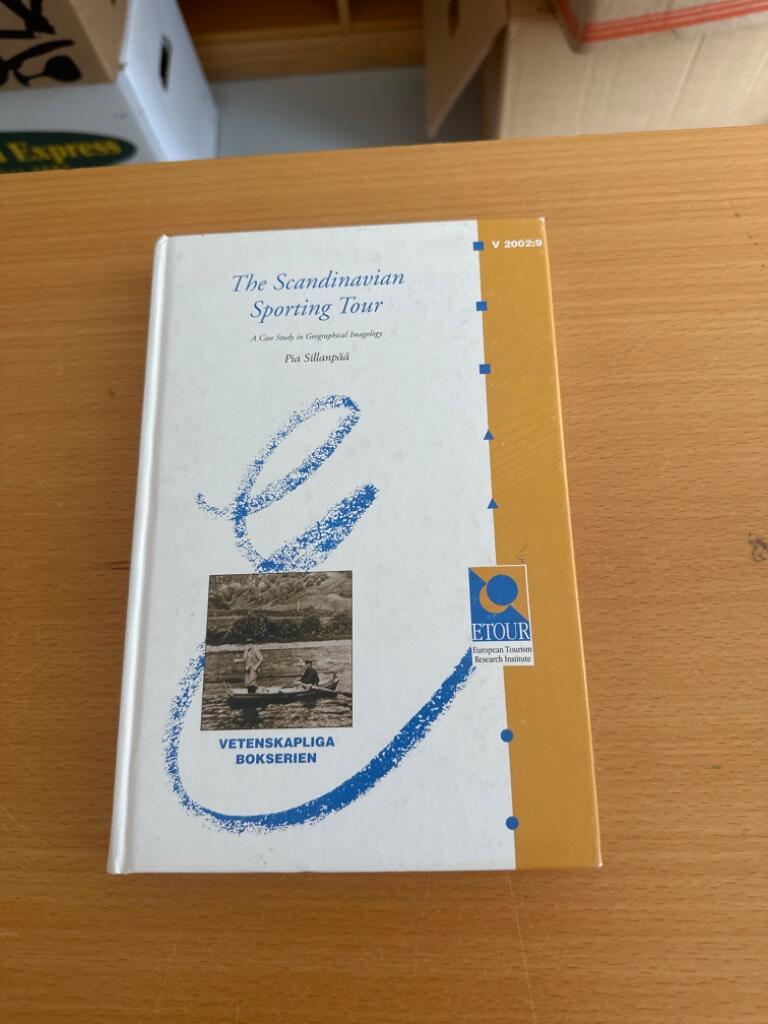 Express
V 2002:9
The Scandinavian
Sporting Tour
A Case Study in Geographical Imagology
Pia Sillanpää
e
ETOUR
European Tourism
Research Institute
VETENSKAPLIGA
BOKSERIEN